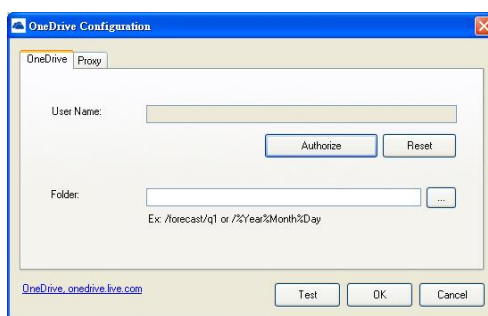 OneDrive Configuration
OneDrive Proxy
User Name:
Authorize Reset
Folder: ...
Ex: /forecast/q1 or /%Year%Month%Day
OneDrive, onedrive.live.com Test OK Cancel